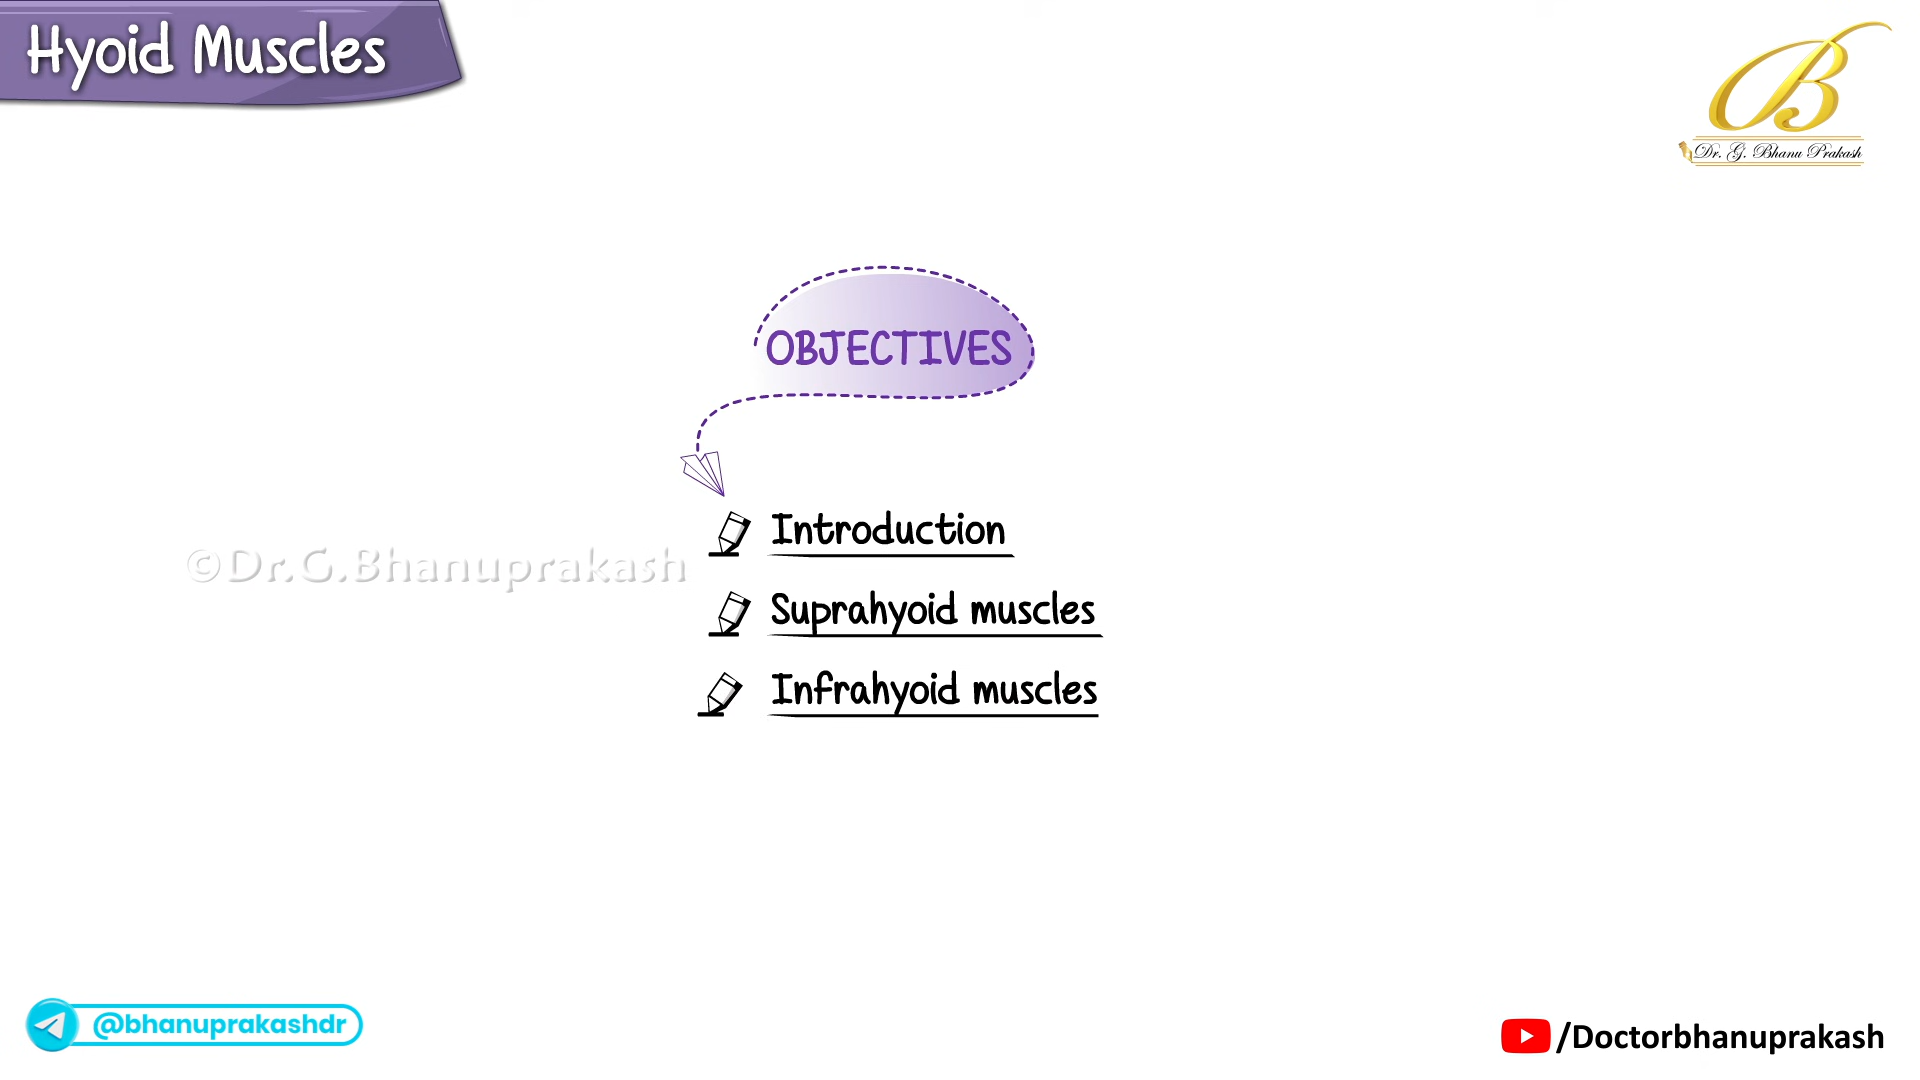 Hyoid Muscles
B
Dr. G. Bhanu Prakash
OBJECTIVES
Introduction
©Dr.G.Bhanuprakash
Suprahyoid muscles
Infrahyoid muscles
@bhanuprakashdr
/Doctorbhanuprakash